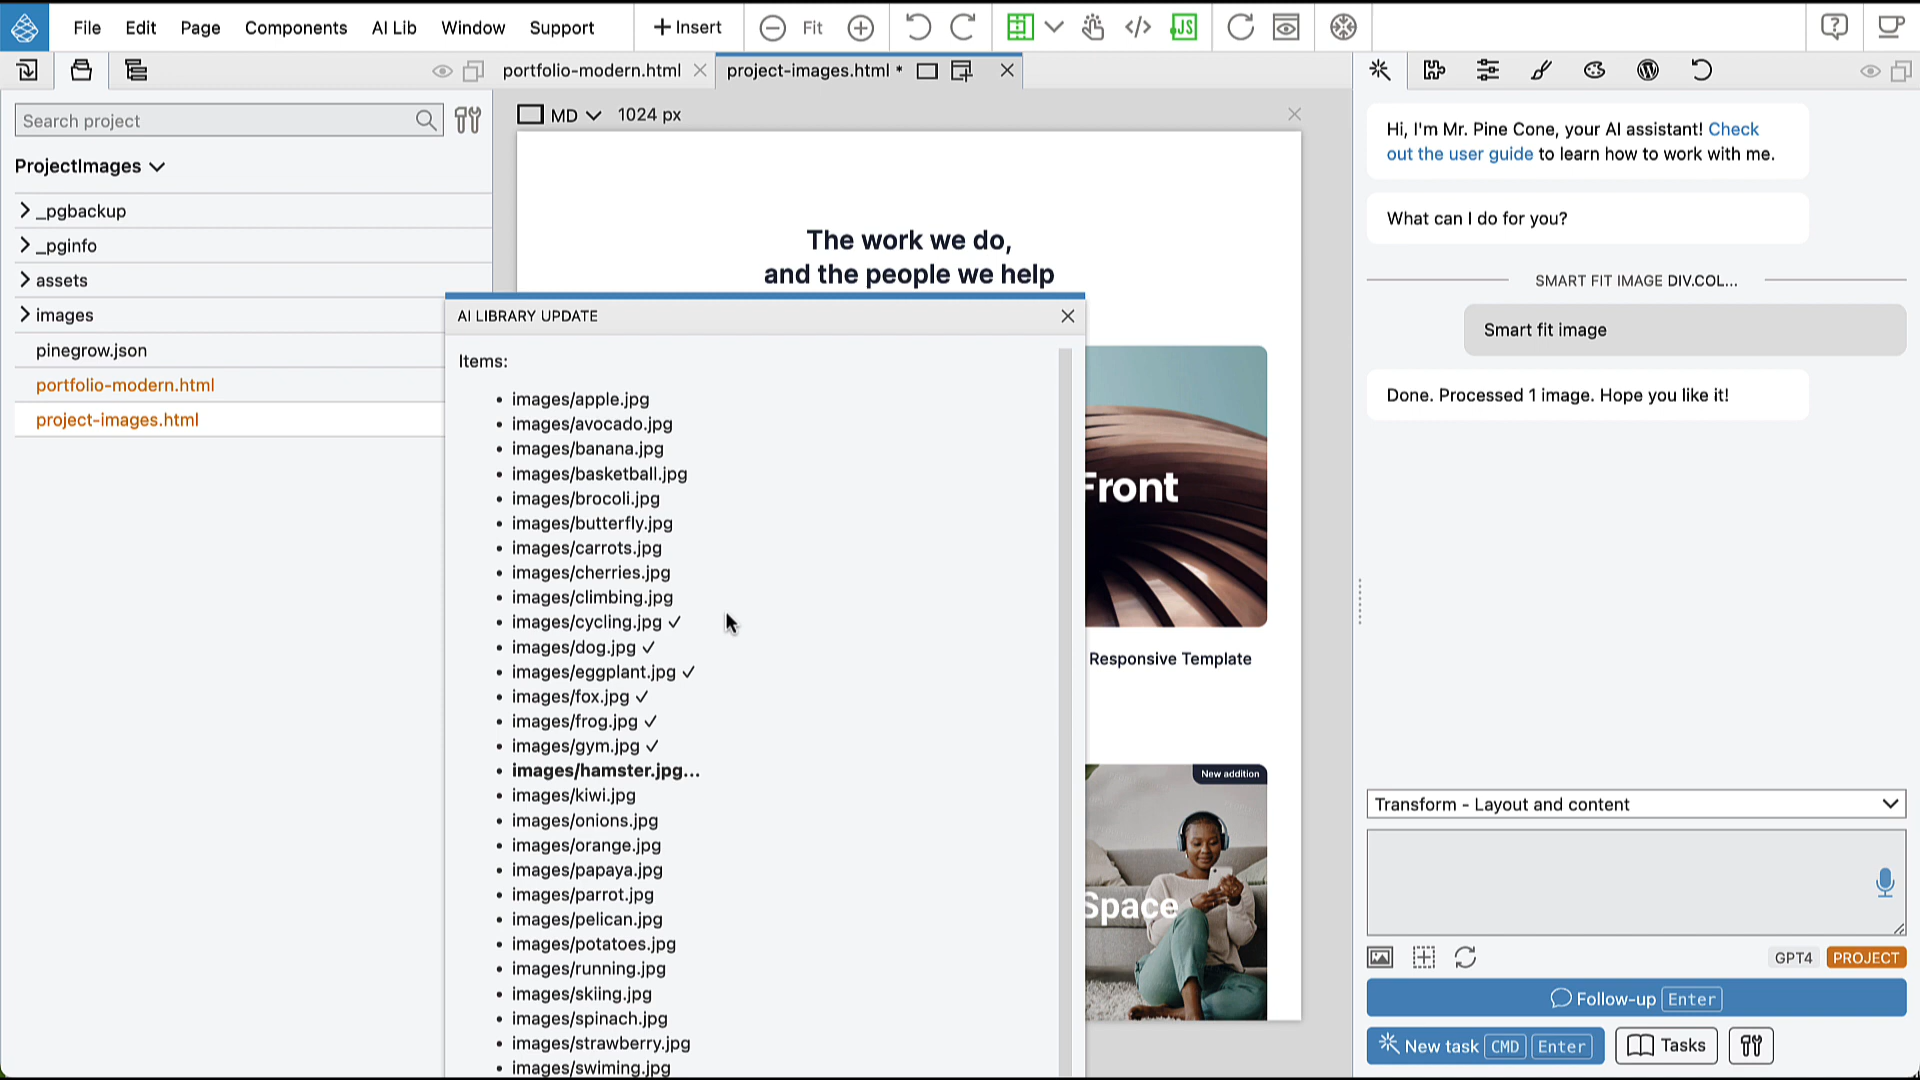 File Edit Page Components AI Lib Window Support + Insert Fit JS
portfolio-modern.html project-images.html *
Search project
ProjectImages
_pgbackup
_pginfo
assets
images
pinegrow.json
portfolio-modern.html
project-images.html
MD 1024 px
The work we do,
and the people we help
Front
Responsive Template
New addition
Space
AI LIBRARY UPDATE
Items:
• images/apple.jpg
• images/avocado.jpg
• images/banana.jpg
• images/basketball.jpg
• images/brocoli.jpg
• images/butterfly.jpg
• images/carrots.jpg
• images/cherries.jpg
• images/climbing.jpg
• images/cycling.jpg ✓
• images/dog.jpg ✓
• images/eggplant.jpg ✓
• images/fox.jpg ✓
• images/frog.jpg ✓
• images/gym.jpg ✓
• images/hamster.jpg...
• images/kiwi.jpg
• images/onions.jpg
• images/orange.jpg
• images/papaya.jpg
• images/parrot.jpg
• images/pelican.jpg
• images/potatoes.jpg
• images/running.jpg
• images/skiing.jpg
• images/spinach.jpg
• images/strawberry.jpg
• images/swiming.jpg
Hi, I'm Mr. Pine Cone, your AI assistant! Check
out the user guide to learn how to work with me.
What can I do for you?
SMART FIT IMAGE DIV.COL...
Smart fit image
Done. Processed 1 image. Hope you like it!
Transform - Layout and content
GPT4 PROJECT
Follow-up Enter
New task CMD Enter Tasks